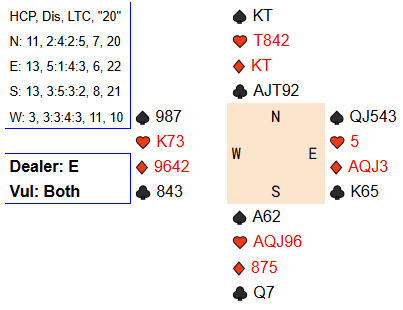 HCP, Dis, LTC, "20"
N: 11, 2:4:2:5, 7, 20
E: 13, 5:1:4:3, 6, 22
S: 13, 3:5:3:2, 8, 21
W: 3, 3:3:4:3, 11, 10
Dealer: E
Vul: Both
♠ KT
♥ T842
♦ KT
♣ AJT92
♠ 987
♥ K73
♦ 9642
♣ 843
N
W E
S
♠ QJ543
♥ 5
♦ AQJ3
♣ K65
♠ A62
♥ AQJ96
♦ 875
♣ Q7